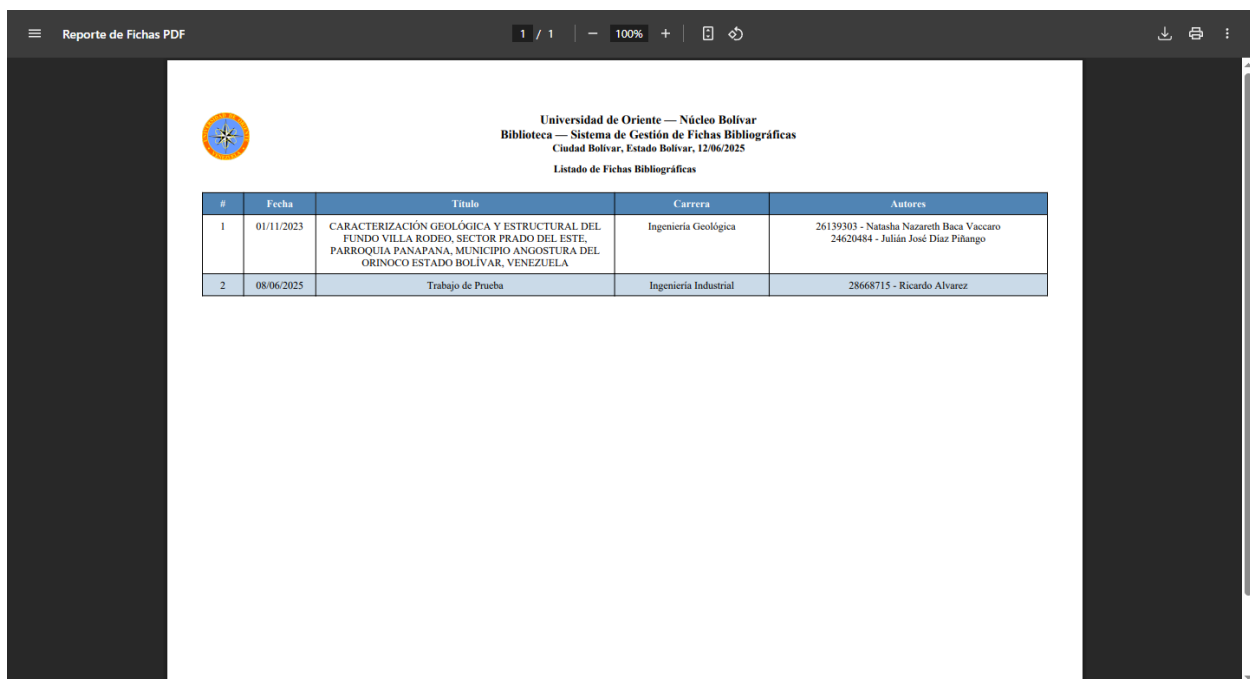 Reporte de Fichas PDF
1 / 1
100%
Universidad de Oriente — Núcleo Bolívar
Biblioteca — Sistema de Gestión de Fichas Bibliográficas
Ciudad Bolívar, Estado Bolívar, 12/06/2025
Listado de Fichas Bibliográficas
# Fecha Título Carrera Autores
1 01/11/2023 CARACTERIZACIÓN GEOLÓGICA Y ESTRUCTURAL DEL Ingeniería Geológica 26139303 - Natasha Nazareth Baca Vaccaro
FUNDO VILLA RODEO, SECTOR PRADO DEL ESTE, 24620484 - Julián José Díaz Piñango
PARROQUIA PANAPANA, MUNICIPIO ANGOSTURA DEL
ORINOCO ESTADO BOLÍVAR, VENEZUELA
2 08/06/2025 Trabajo de Prueba Ingeniería Industrial 28668715 - Ricardo Alvarez